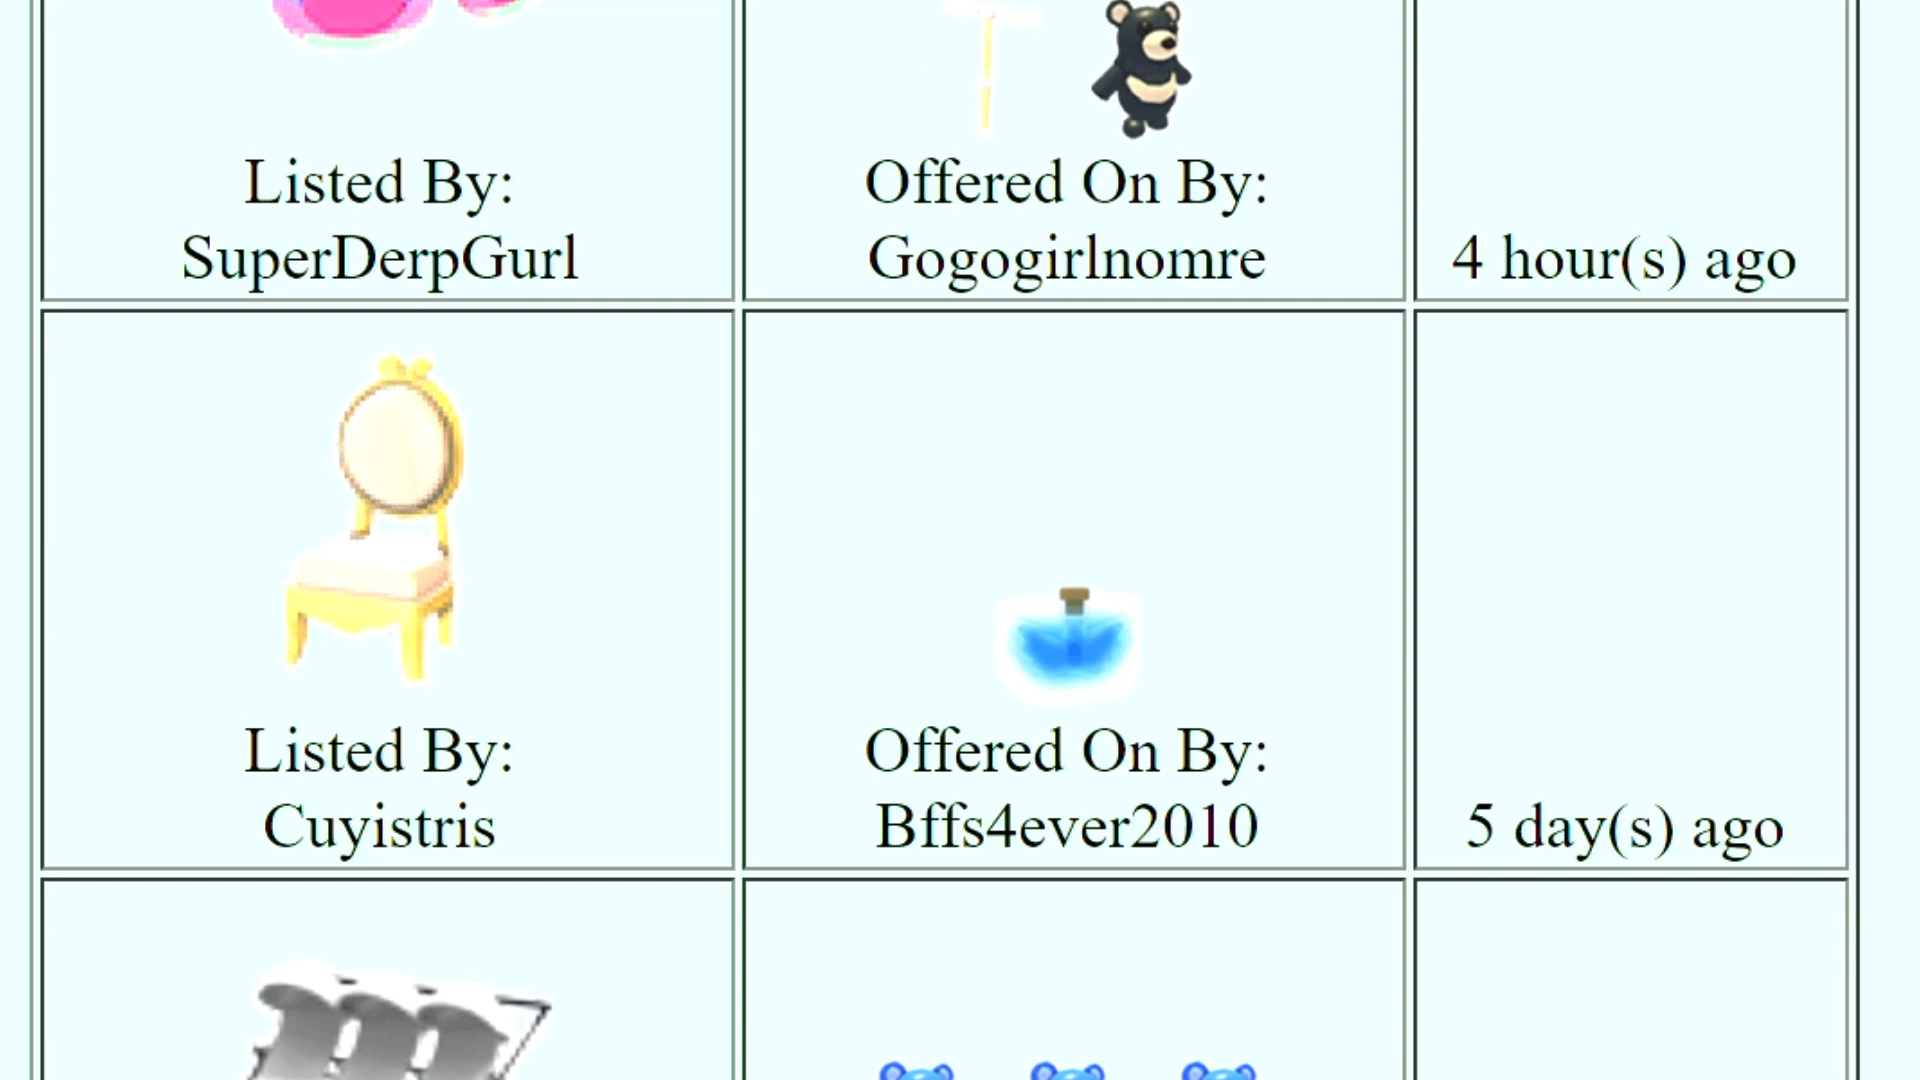 Listed By:
SuperDerpGurl
Offered On By:
Gogogirlnomre
4 hour(s) ago
Listed By:
Cuyistris
Offered On By:
Bffs4ever2010
5 day(s) ago